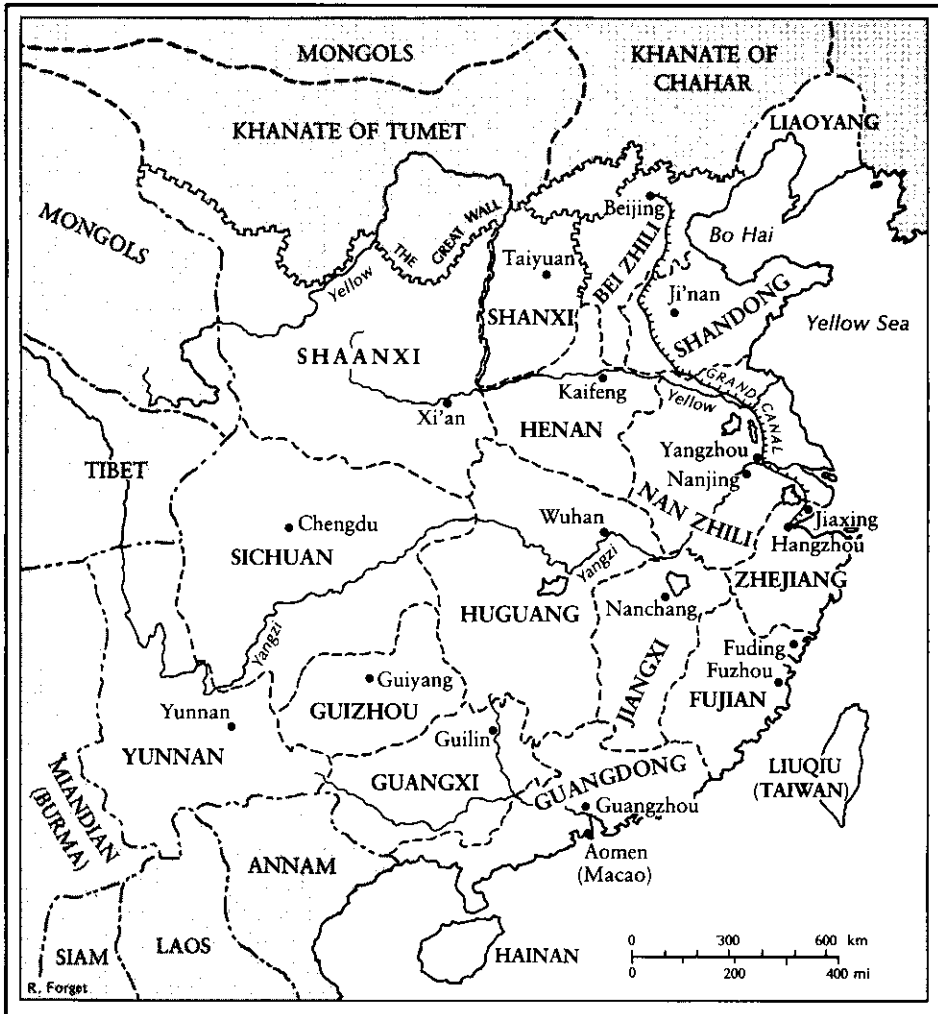 MONGOLS
KHANATE OF
CHAHAR
KHANATE OF TUMET
LIAOYANG
MONGOLS
Beijing
THE GREAT WALL
Bo Hai
BEI ZHILI
Taiyuan
Yellow
Ji'nan
SHANXI
SHANDONG
Yellow Sea
SHAANXI
GRAND CANAL
Kaifeng
Yellow
Xi'an
HENAN
Yangzhou
TIBET
Nanjing
NAN ZHILI
Chengdu
Wuhan
Jiaxing
SICHUAN
Yangzi
Hangzhou
ZHEJIANG
HUGUANG
Nanchang
Yangzi
Fuding
JIANGXI
Fuzhou
Guiyang
FUJIAN
GUIZHOU
Yunnan
Guilin
YUNNAN
GUANGXI
GUANGDONG
LIUQIU
(TAIWAN)
MIANDIAN
(BURMA)
Guangzhou
ANNAM
Aomen
(Macao)
SIAM
LAOS
HAINAN
0 300 600 km
0 200 400 mi
R. Forget